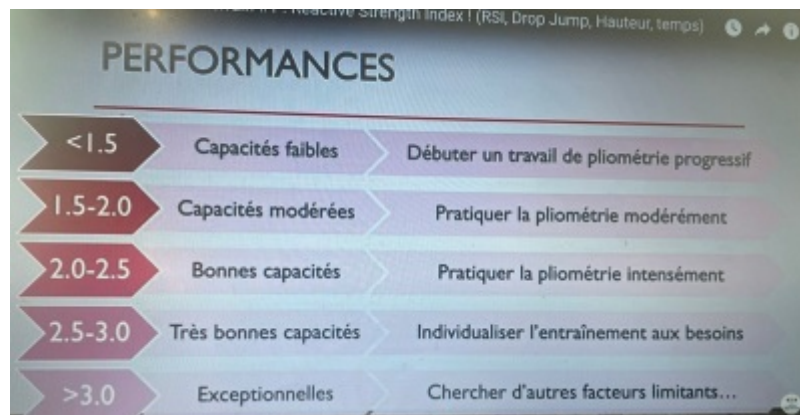 Reactive Strength Index ! (RSI, Drop Jump, Hauteur, temps)
PERFORMANCES
<1.5 Capacités faibles Débuter un travail de pliométrie progressif
1.5-2.0 Capacités modérées Pratiquer la pliométrie modérément
2.0-2.5 Bonnes capacités Pratiquer la pliométrie intensément
2.5-3.0 Très bonnes capacités Individualiser l'entraînement aux besoins
>3.0 Exceptionnelles Chercher d'autres facteurs limitants...